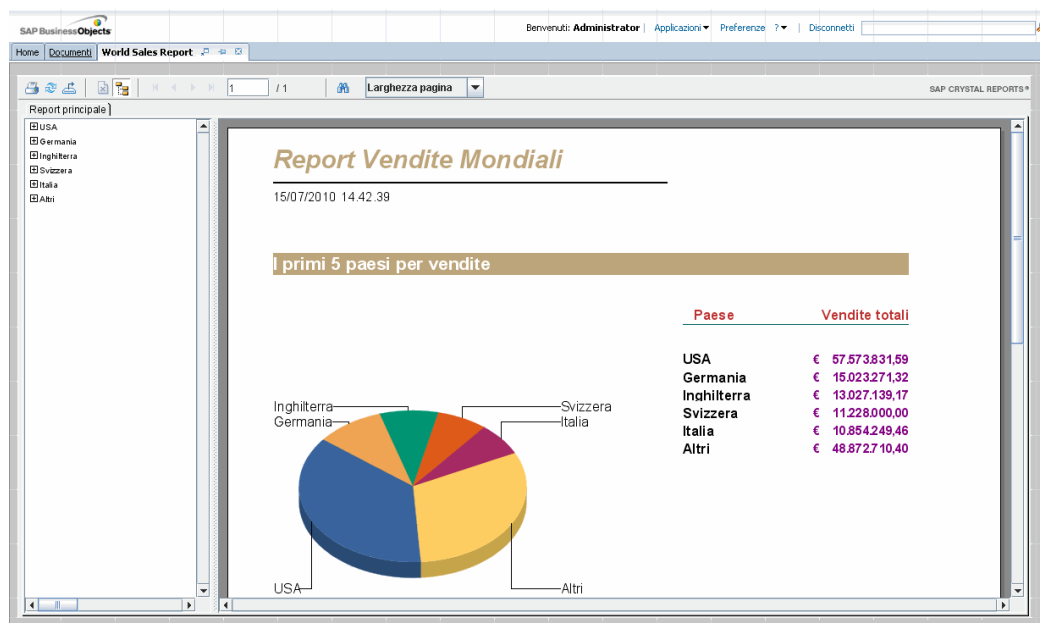 SAP BusinessObjects
Benvenuti: Administrator | Applicazioni Preferenze ? | Disconnetti
Home Documenti World Sales Report
1 / 1 Larghezza pagina SAP CRYSTAL REPORTS®
Report principale
USA
Germania
Inghilterra
Svizzera
Italia
Altri
Report Vendite Mondiali
15/07/2010 14.42.39
I primi 5 paesi per vendite
Paese Vendite totali
USA € 57.573.831,59
Germania € 15.023.271,32
Inghilterra € 13.027.139,17
Svizzera € 11.228.000,00
Italia € 10.854.249,46
Altri € 48.872.710,40
Inghilterra Svizzera
Germania Italia
USA Altri